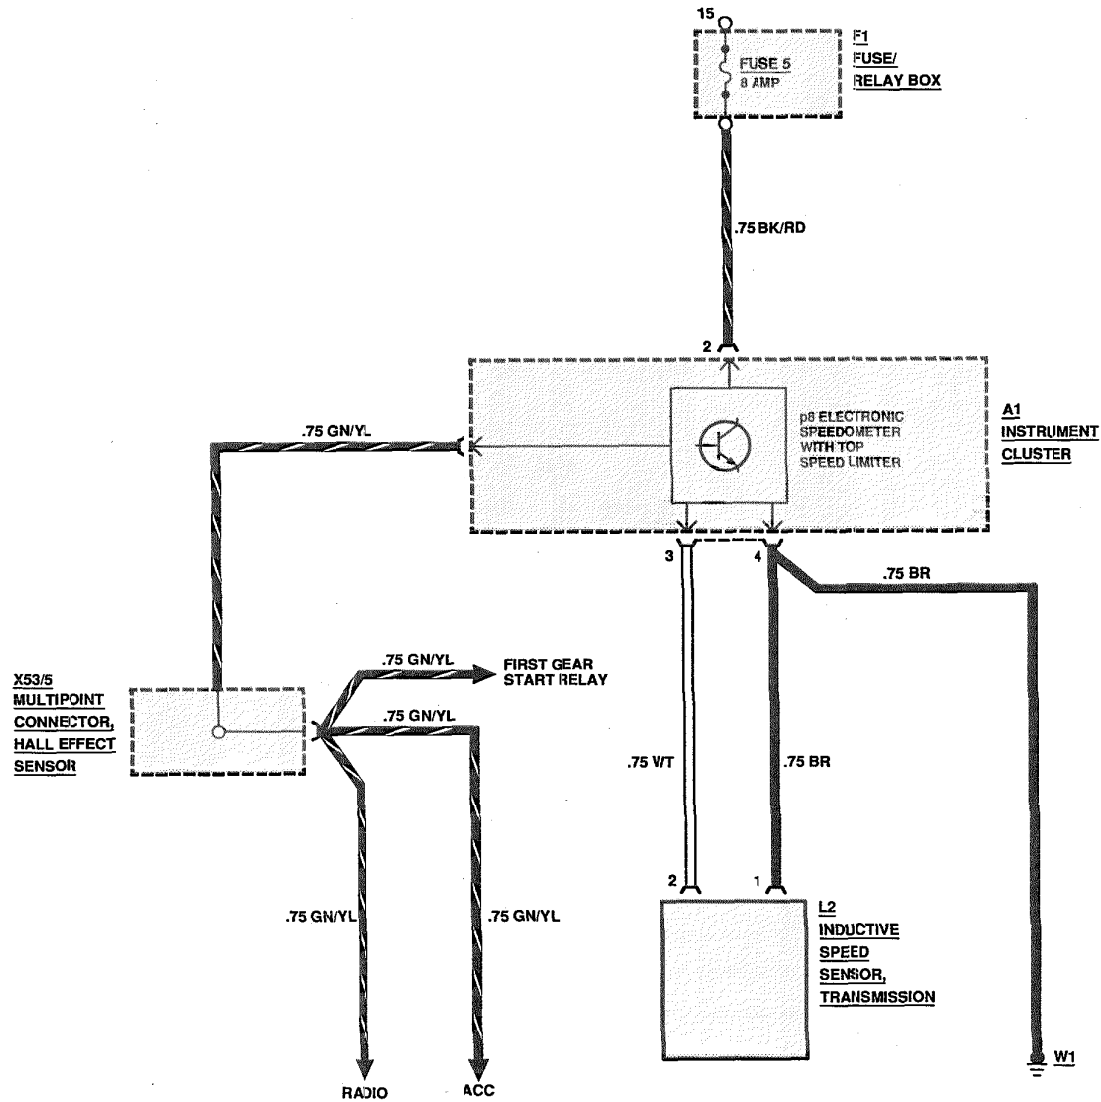 15
F1
FUSE/
RELAY BOX
FUSE 5
8 AMP
.75 BK/RD
2
A1
INSTRUMENT
CLUSTER
p8 ELECTRONIC
SPEEDOMETER
WITH TOP
SPEED LIMITER
.75 GN/YL
3
4
.75 BR
X53/5
MULTIPOINT
CONNECTOR,
HALL EFFECT
SENSOR
.75 GN/YL
FIRST GEAR
START RELAY
.75 GN/YL
.75 WT
.75 BR
2
1
.75 GN/YL
.75 GN/YL
L2
INDUCTIVE
SPEED
SENSOR,
TRANSMISSION
W1
RADIO
ACC